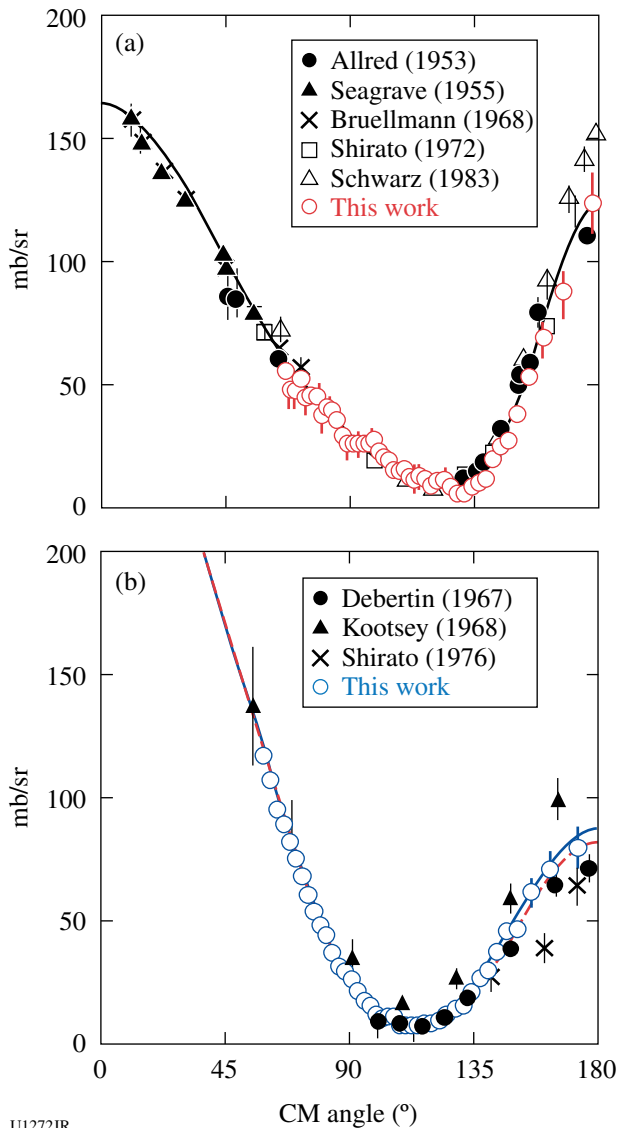 200
(a)
Allred (1953)
Seagrave (1955)
Bruellmann (1968)
Shirato (1972)
Schwarz (1983)
This work
150
mb/sr
100
50
0
200
(b)
Debertin (1967)
Kootsey (1968)
Shirato (1976)
This work
150
mb/sr
100
50
0
0 45 90 135 180
CM angle (º)
U1272JR